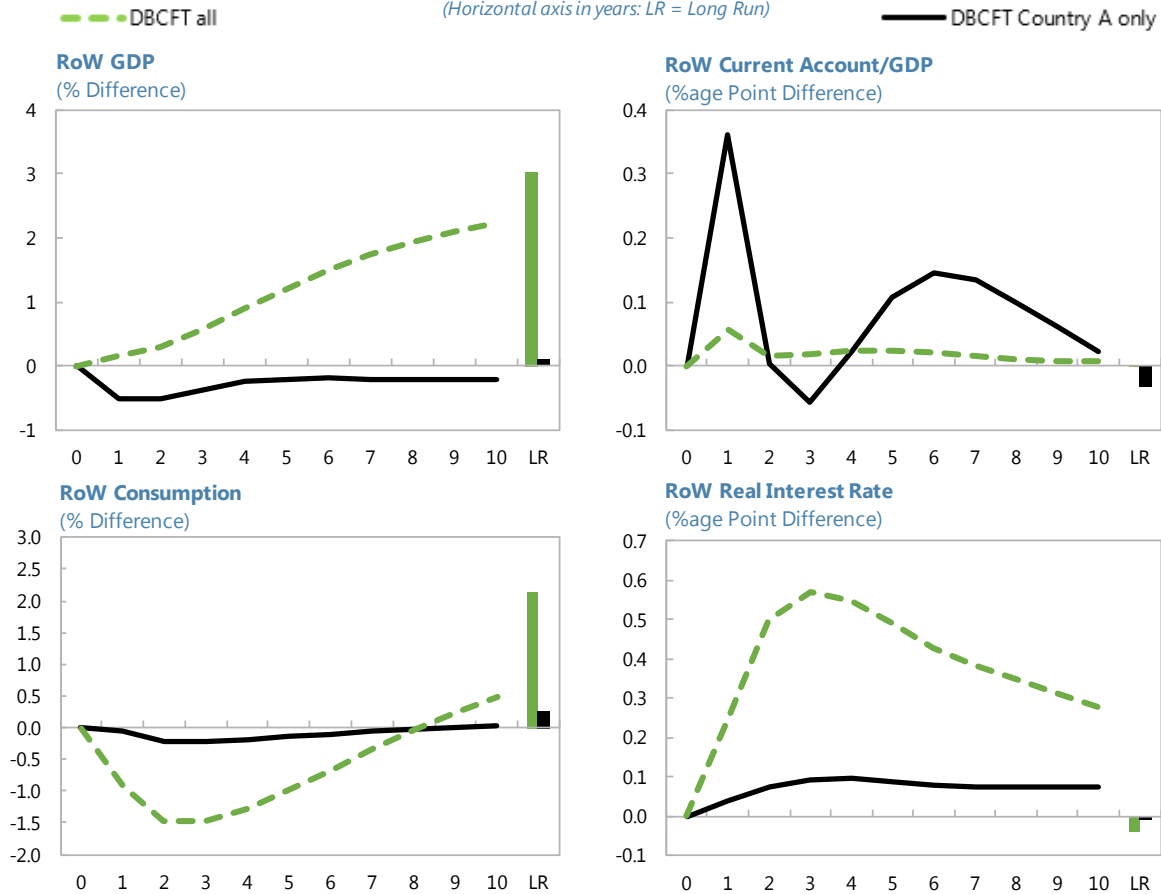 (Horizontal axis in years: LR = Long Run)
DBCFT all
DBCFT Country A only
RoW GDP
(% Difference)
4
3
2
1
0
-1
0 1 2 3 4 5 6 7 8 9 10 LR
RoW Current Account/GDP
(%age Point Difference)
0.4
0.3
0.2
0.1
0.0
-0.1
0 1 2 3 4 5 6 7 8 9 10 LR
RoW Consumption
(% Difference)
3.0
2.5
2.0
1.5
1.0
0.5
0.0
-0.5
-1.0
-1.5
-2.0
0 1 2 3 4 5 6 7 8 9 10 LR
RoW Real Interest Rate
(%age Point Difference)
0.7
0.6
0.5
0.4
0.3
0.2
0.1
0.0
-0.1
0 1 2 3 4 5 6 7 8 9 10 LR